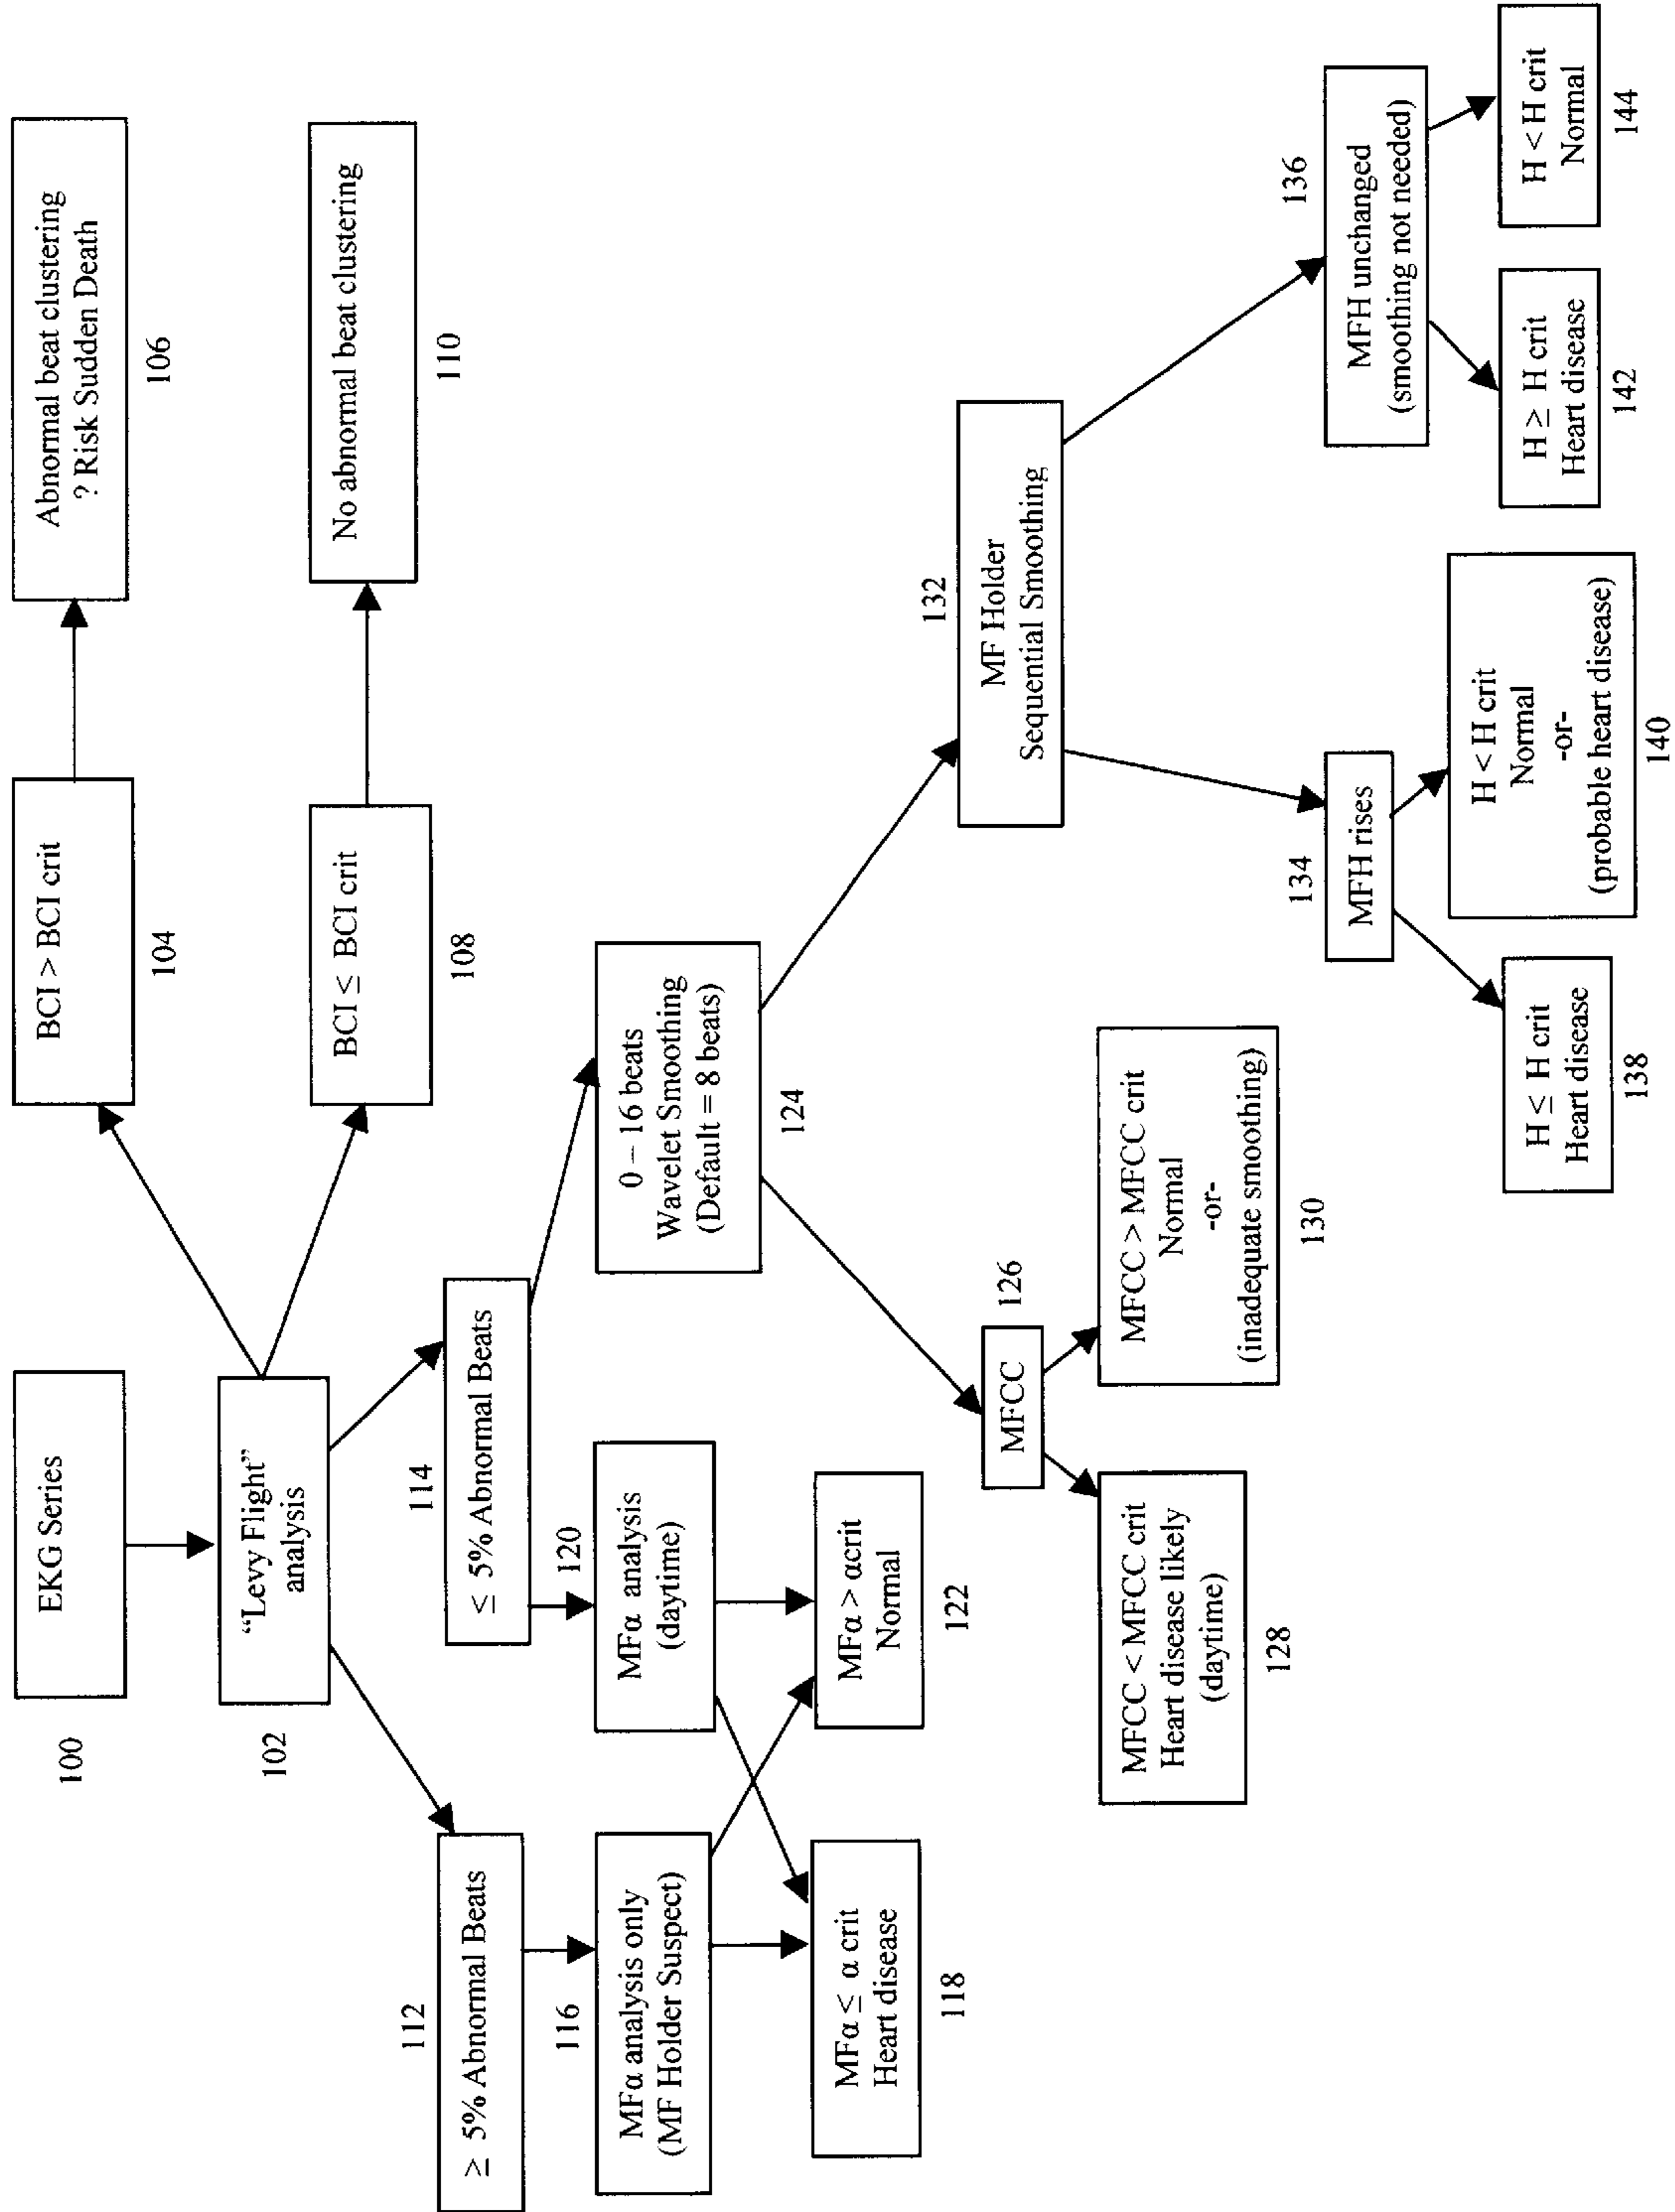 EKG Series
100
"Levy Flight"
analysis
102
BCI > BCI crit
104
Abnormal beat clustering
? Risk Sudden Death
106
BCI ≤ BCI crit
108
No abnormal beat clustering
110
≥ 5% Abnormal Beats
112
≤ 5% Abnormal Beats
114
MFα analysis only
(MF Holder Suspect)
116
MFα ≤ α crit
Heart disease
118
MFα analysis
(daytime)
120
MFα > αcrit
Normal
122
0 – 16 beats
Wavelet Smoothing
(Default = 8 beats)
124
MFCC
126
MFCC < MFCC crit
Heart disease likely
(daytime)
128
MFCC > MFCC crit
Normal
-or-
(inadequate smoothing)
130
MF Holder
Sequential Smoothing
132
MFH rises
134
MFH unchanged
(smoothing not needed)
136
H ≤ H crit
Heart disease
138
H < H crit
Normal
-or-
(probable heart disease)
140
H ≥ H crit
Heart disease
142
H < H crit
Normal
144